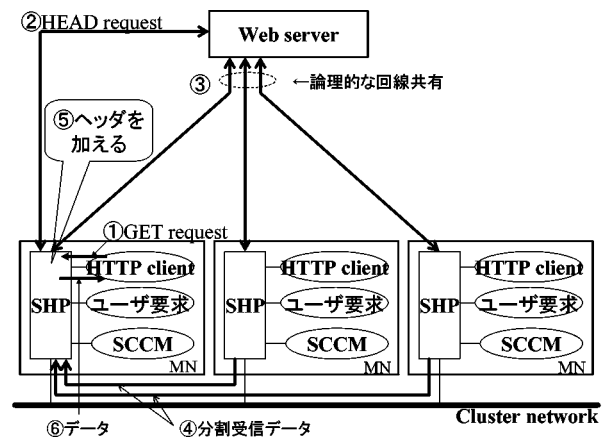 ②HEAD request
Web server
③
←論理的な回線共有
⑤ヘッダを
加える
①GET request
HTTP client
SHP
ユーザ要求
SCCM
MN
HTTP client
SHP
ユーザ要求
SCCM
MN
HTTP client
SHP
ユーザ要求
SCCM
MN
Cluster network
⑥データ
④分割受信データ